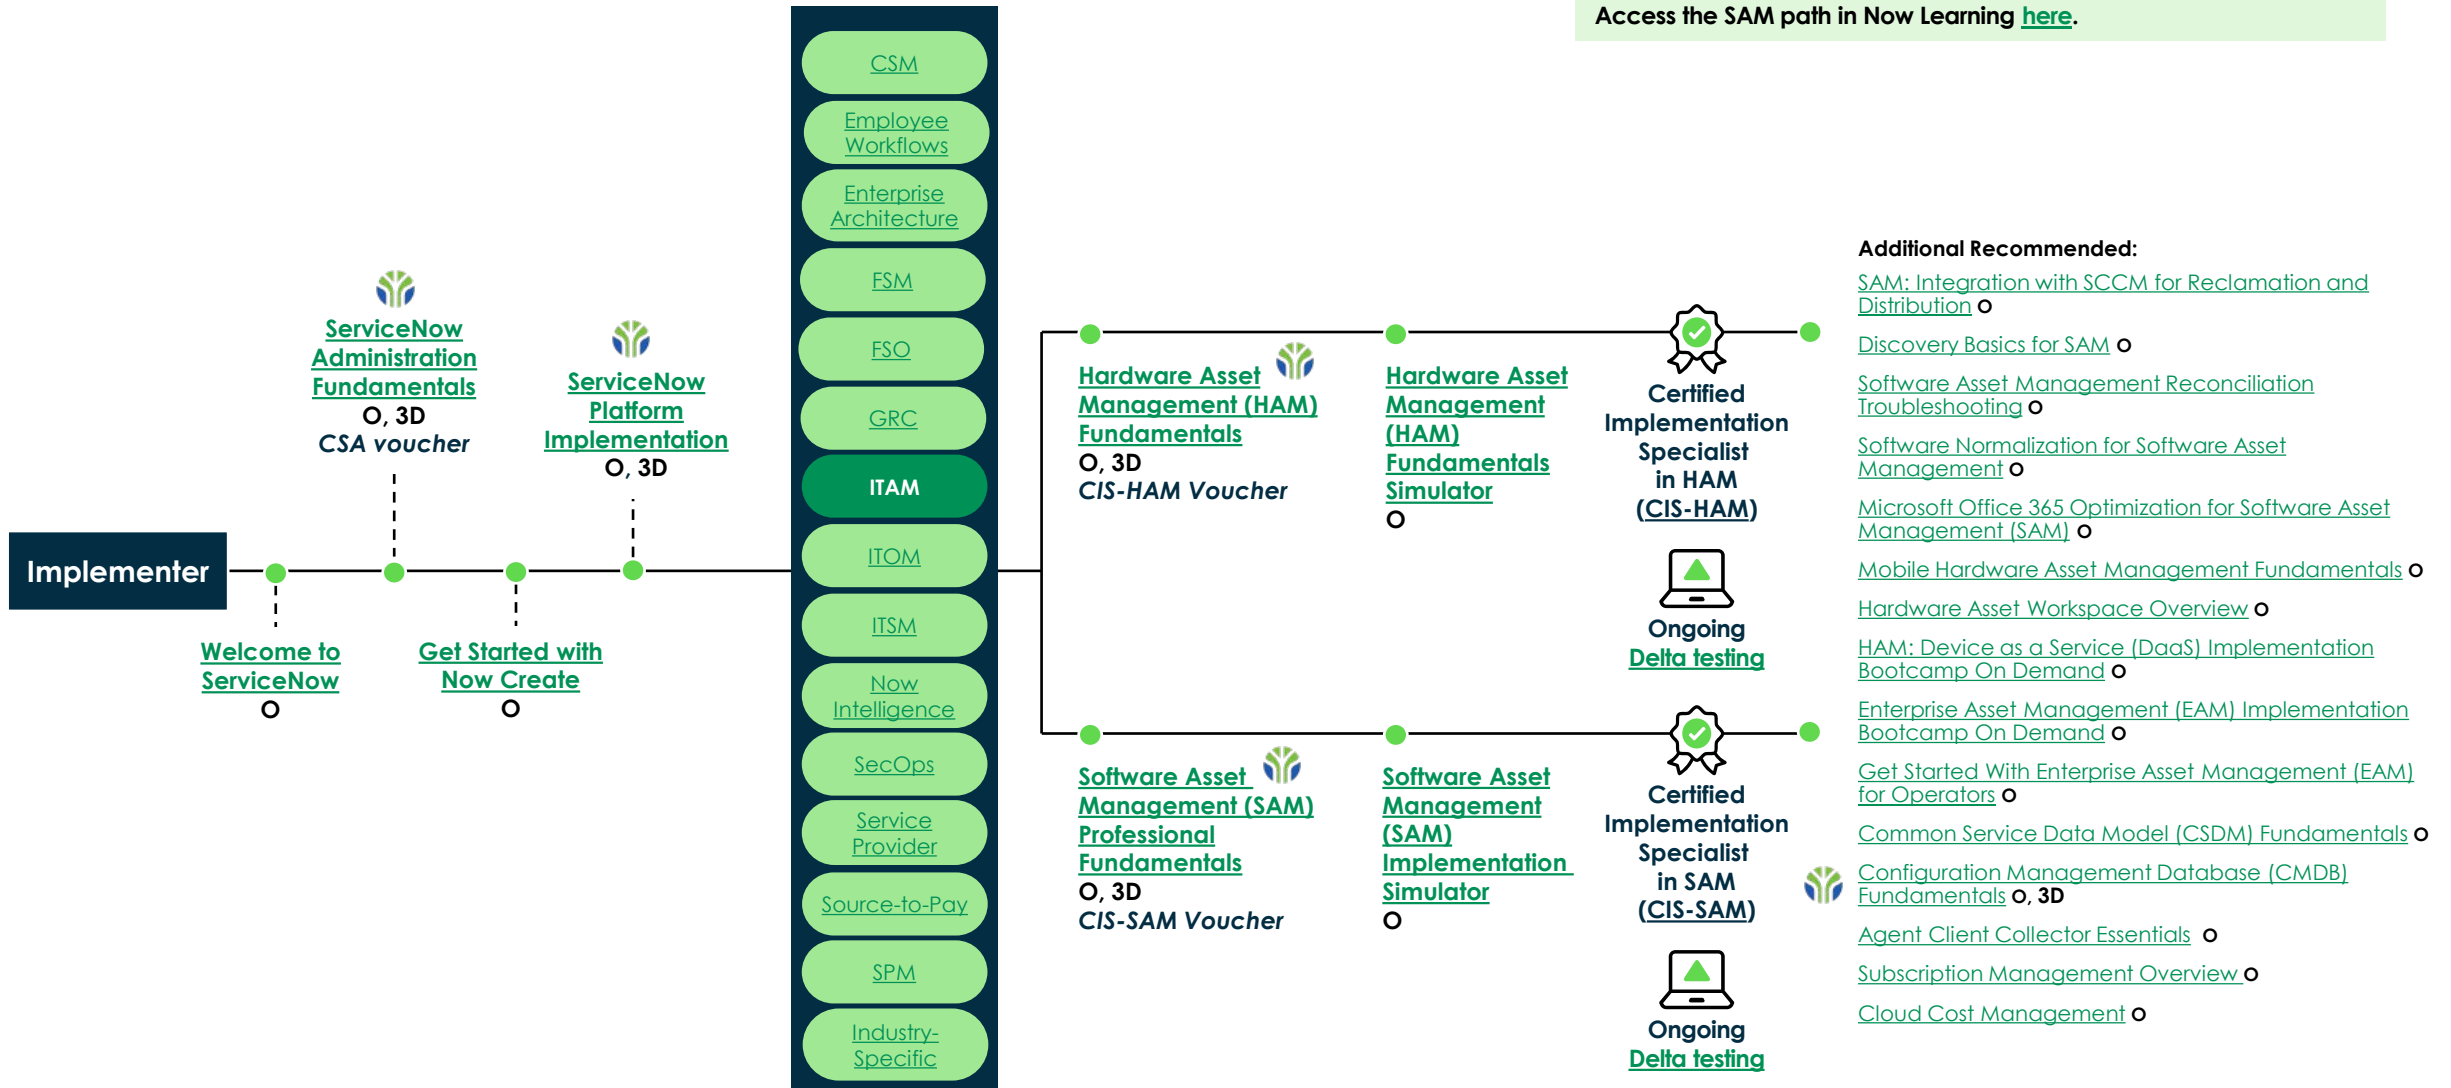 Access the SAM path in Now Learning here.
Implementer
Welcome to
ServiceNow
O
ServiceNow
Administration
Fundamentals
O, 3D
CSA voucher
Get Started with
Now Create
O
ServiceNow
Platform
Implementation
O, 3D
CSM
Employee
Workflows
Enterprise
Architecture
FSM
FSO
GRC
ITAM
ITOM
ITSM
Now
Intelligence
SecOps
Service
Provider
Source-to-Pay
SPM
Industry-
Specific
Hardware Asset
Management (HAM)
Fundamentals
O, 3D
CIS-HAM Voucher
Hardware Asset
Management
(HAM)
Fundamentals
Simulator
O
Certified
Implementation
Specialist
in HAM
(CIS-HAM)
Ongoing
Delta testing
Software Asset
Management (SAM)
Professional
Fundamentals
O, 3D
CIS-SAM Voucher
Software Asset
Management
(SAM)
Implementation
Simulator
O
Certified
Implementation
Specialist
in SAM
(CIS-SAM)
Ongoing
Delta testing
Additional Recommended:
SAM: Integration with SCCM for Reclamation and
Distribution O
Discovery Basics for SAM O
Software Asset Management Reconciliation
Troubleshooting O
Software Normalization for Software Asset
Management O
Microsoft Office 365 Optimization for Software Asset
Management (SAM) O
Mobile Hardware Asset Management Fundamentals O
Hardware Asset Workspace Overview O
HAM: Device as a Service (DaaS) Implementation
Bootcamp On Demand O
Enterprise Asset Management (EAM) Implementation
Bootcamp On Demand O
Get Started With Enterprise Asset Management (EAM)
for Operators O
Common Service Data Model (CSDM) Fundamentals O
Configuration Management Database (CMDB)
Fundamentals O, 3D
Agent Client Collector Essentials O
Subscription Management Overview O
Cloud Cost Management O